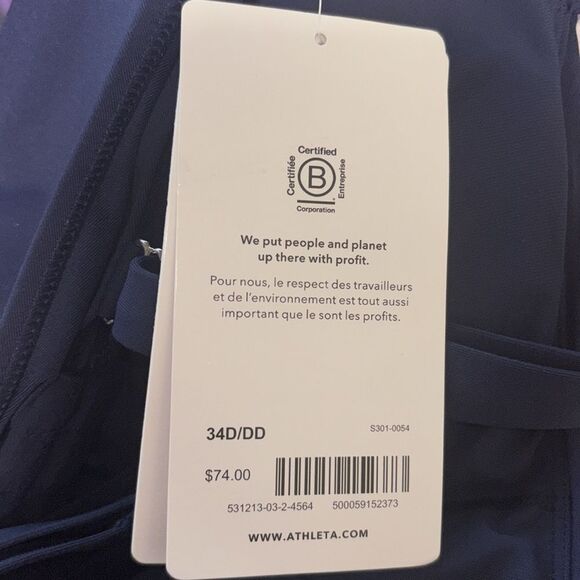 Certified
Certifiée
B
Entreprise
Corporation
We put people and planet
up there with profit.
Pour nous, le respect des travailleurs
et de l'environnement est tout aussi
important que le sont les profits.
34D/DD
S301-0054
$74.00
531213-03-2-4564 500059152373
WWW.ATHLETA.COM